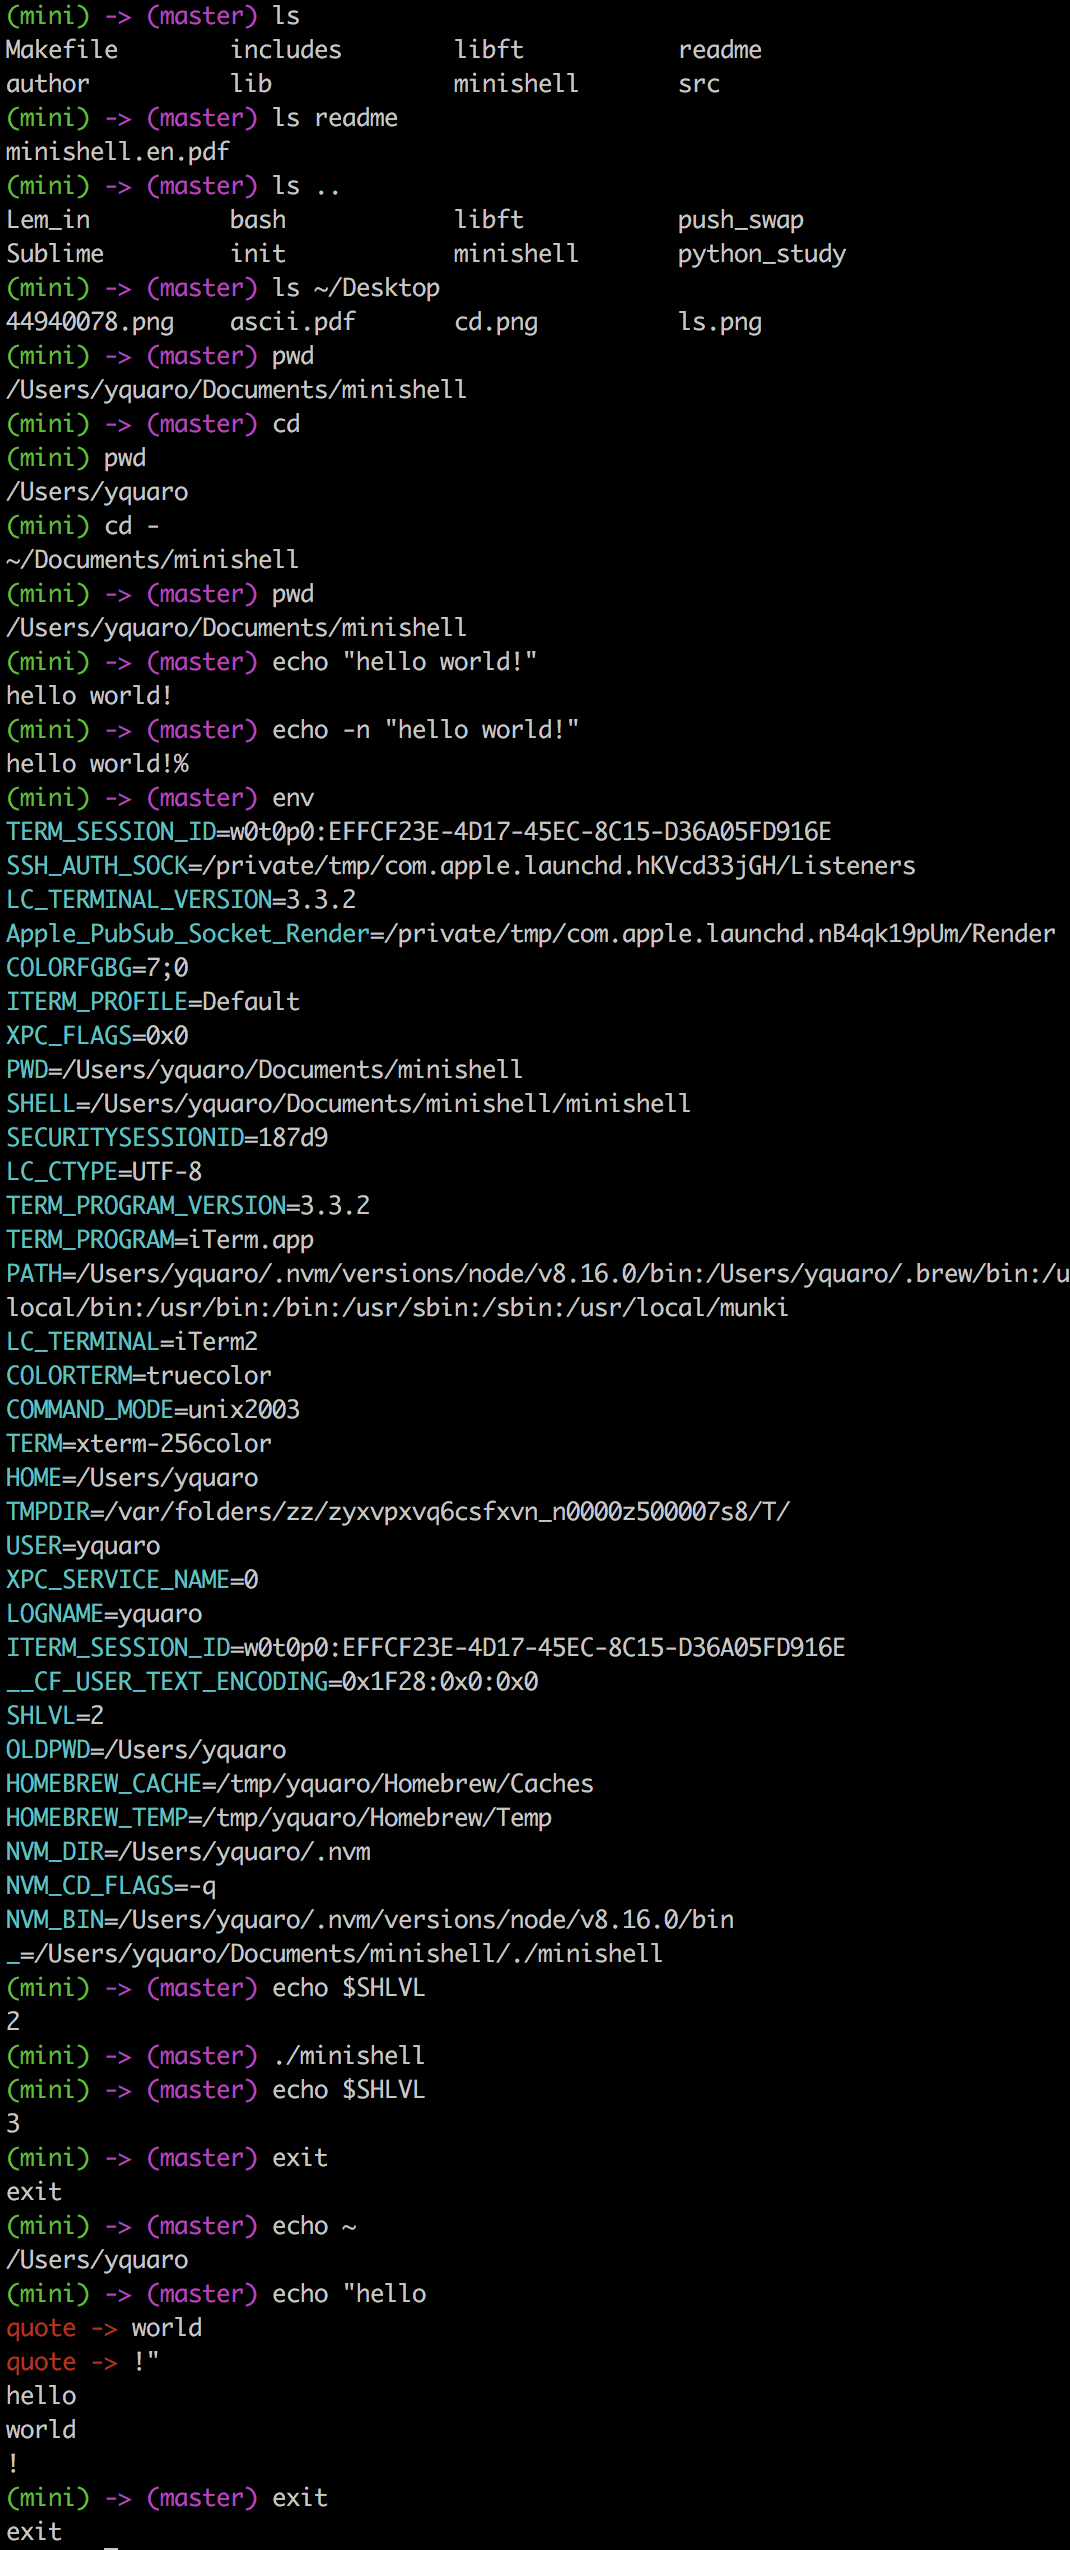 (mini) -> (master) ls
Makefile        includes        libft           readme
author          lib             minishell       src
(mini) -> (master) ls readme
minishell.en.pdf
(mini) -> (master) ls ..
Lem_in          bash            libft           push_swap
Sublime         init            minishell       python_study
(mini) -> (master) ls ~/Desktop
44940078.png    ascii.pdf       cd.png          ls.png
(mini) -> (master) pwd
/Users/yquaro/Documents/minishell
(mini) -> (master) cd
(mini) pwd
/Users/yquaro
(mini) cd -
~/Documents/minishell
(mini) -> (master) pwd
/Users/yquaro/Documents/minishell
(mini) -> (master) echo "hello world!"
hello world!
(mini) -> (master) echo -n "hello world!"
hello world!%
(mini) -> (master) env
TERM_SESSION_ID=w0t0p0:EFFCF23E-4D17-45EC-8C15-D36A05FD916E
SSH_AUTH_SOCK=/private/tmp/com.apple.launchd.hKVcd33jGH/Listeners
LC_TERMINAL_VERSION=3.3.2
Apple_PubSub_Socket_Render=/private/tmp/com.apple.launchd.nB4qk19pUm/Render
COLORFGBG=7;0
ITERM_PROFILE=Default
XPC_FLAGS=0x0
PWD=/Users/yquaro/Documents/minishell
SHELL=/Users/yquaro/Documents/minishell/minishell
SECURITYSESSIONID=187d9
LC_CTYPE=UTF-8
TERM_PROGRAM_VERSION=3.3.2
TERM_PROGRAM=iTerm.app
PATH=/Users/yquaro/.nvm/versions/node/v8.16.0/bin:/Users/yquaro/.brew/bin:/u
local/bin:/usr/bin:/bin:/usr/sbin:/sbin:/usr/local/munki
LC_TERMINAL=iTerm2
COLORTERM=truecolor
COMMAND_MODE=unix2003
TERM=xterm-256color
HOME=/Users/yquaro
TMPDIR=/var/folders/zz/zyxvpxvq6csfxvn_n0000z500007s8/T/
USER=yquaro
XPC_SERVICE_NAME=0
LOGNAME=yquaro
ITERM_SESSION_ID=w0t0p0:EFFCF23E-4D17-45EC-8C15-D36A05FD916E
__CF_USER_TEXT_ENCODING=0x1F28:0x0:0x0
SHLVL=2
OLDPWD=/Users/yquaro
HOMEBREW_CACHE=/tmp/yquaro/Homebrew/Caches
HOMEBREW_TEMP=/tmp/yquaro/Homebrew/Temp
NVM_DIR=/Users/yquaro/.nvm
NVM_CD_FLAGS=-q
NVM_BIN=/Users/yquaro/.nvm/versions/node/v8.16.0/bin
_=/Users/yquaro/Documents/minishell/./minishell
(mini) -> (master) echo $SHLVL
2
(mini) -> (master) ./minishell
(mini) -> (master) echo $SHLVL
3
(mini) -> (master) exit
exit
(mini) -> (master) echo ~
/Users/yquaro
(mini) -> (master) echo "hello
quote -> world
quote -> !"
hello
world
!
(mini) -> (master) exit
exit